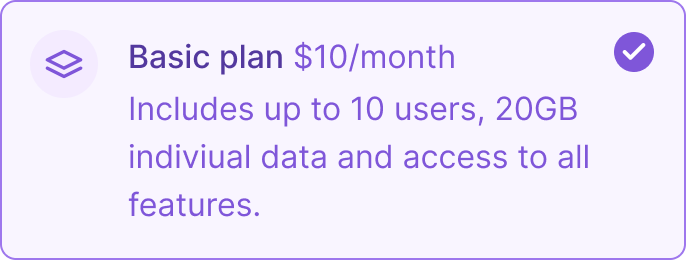 Basic plan $10/month
Includes up to 10 users, 20GB
indiviual data and access to all
features.